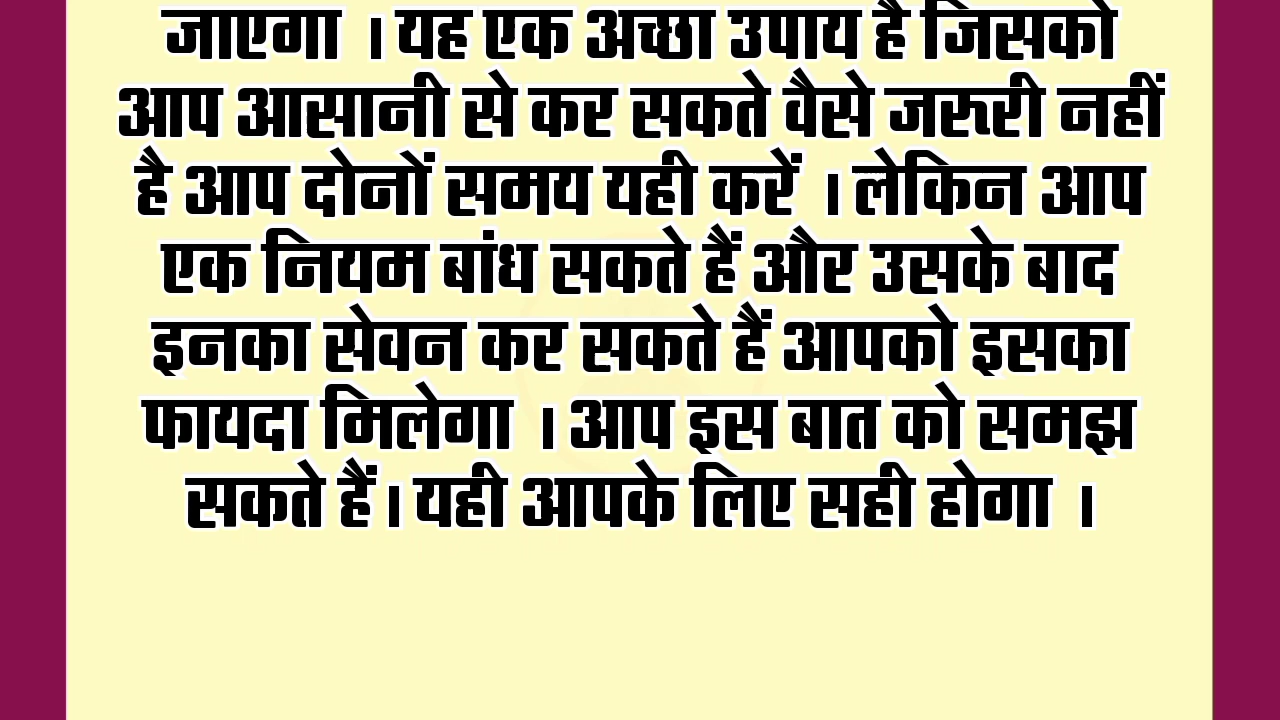 जाएगा । यह एक अच्छा उपाय है जिसको
आप आसानी से कर सकते वैसे जरूरी नहीं
है आप दोनों समय यही करें । लेकिन आप
एक नियम बांध सकते हैं और उसके बाद
इनका सेवन कर सकते हैं आपको इसका
फायदा मिलेगा । आप इस बात को समझ
सकते हैं। यही आपके लिए सही होगा ।